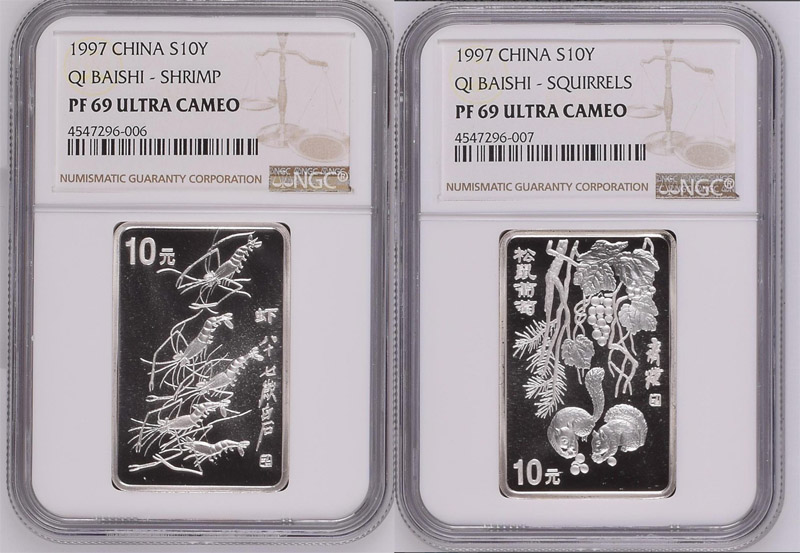 1997 CHINA S10Y
QI BAISHI - SHRIMP
PF 69 ULTRA CAMEO
4547296-006
NUMISMATIC GUARANTY CORPORATION
NGC®
10元
虾
八十七歲白石
1997 CHINA S10Y
QI BAISHI - SQUIRRELS
PF 69 ULTRA CAMEO
4547296-007
NUMISMATIC GUARANTY CORPORATION
NGC®
松鼠葡萄
10元